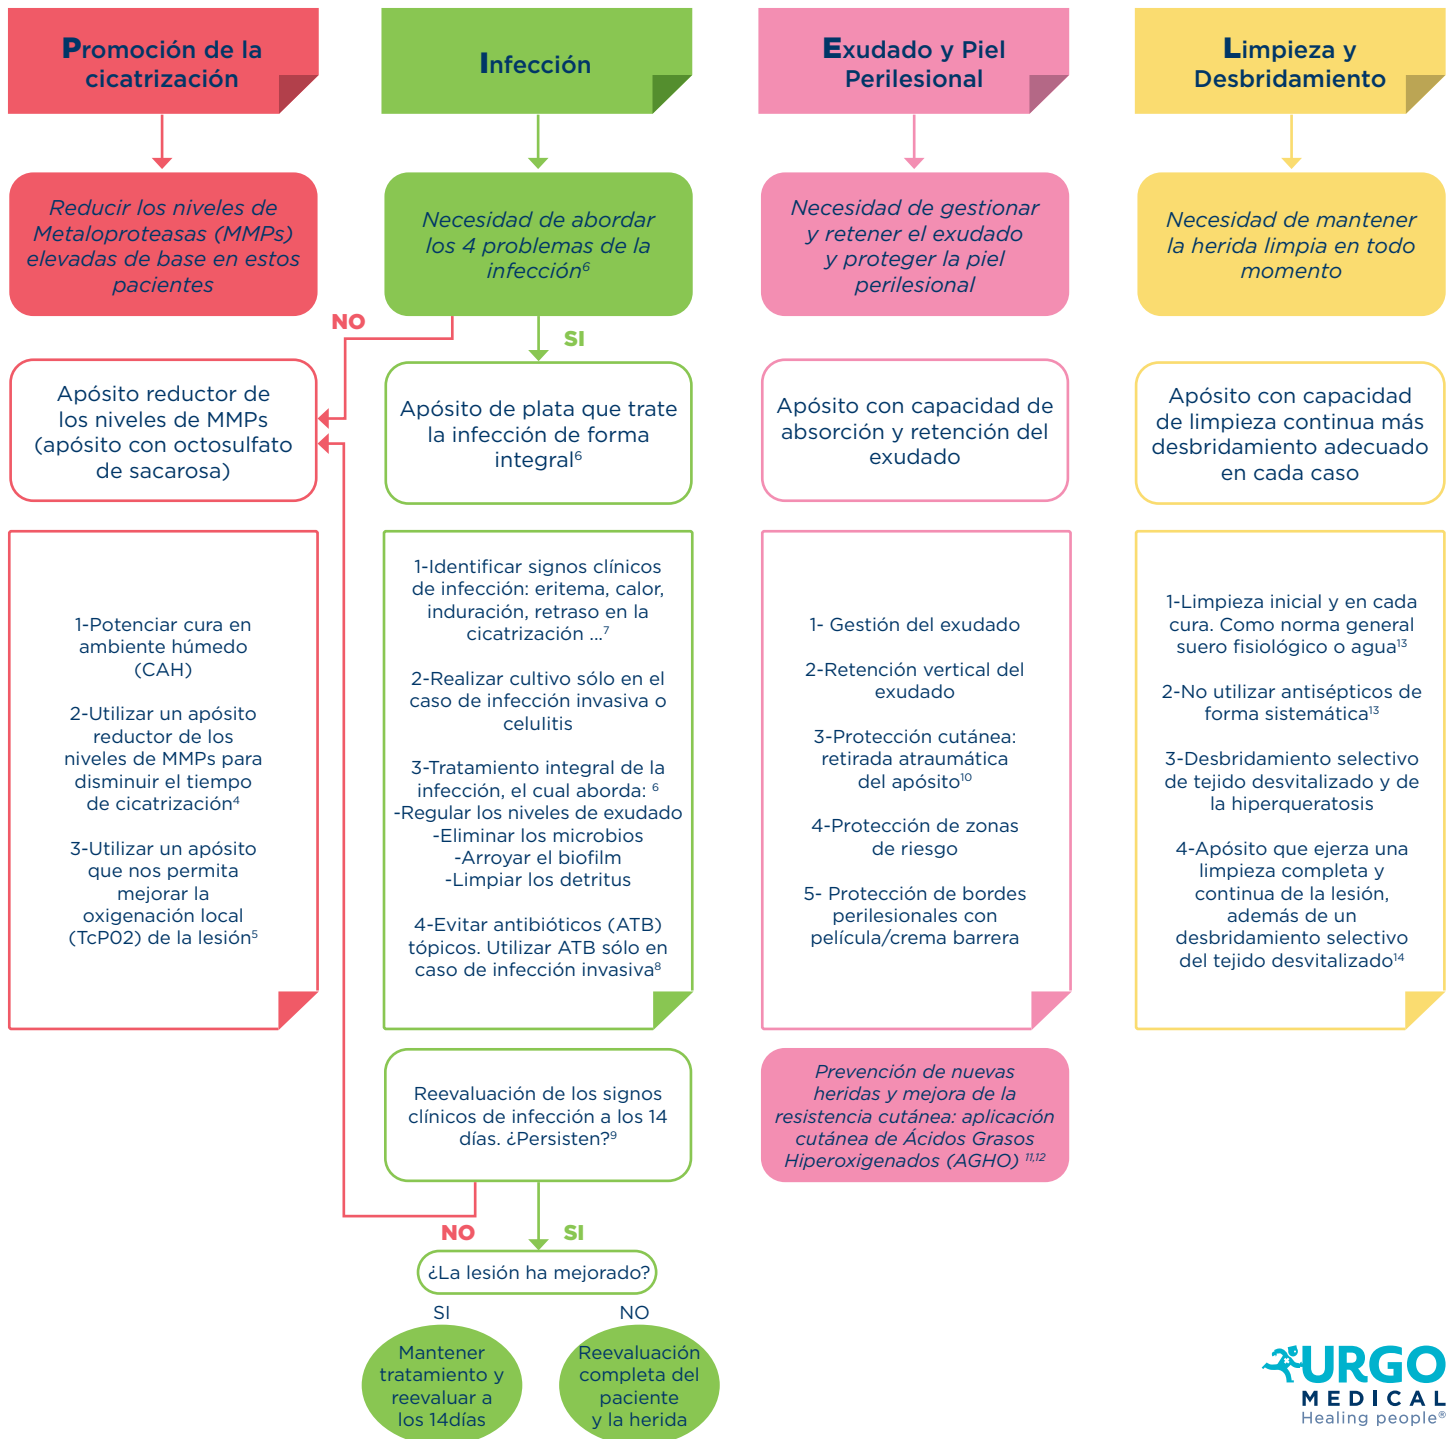 Promoción de la
cicatrización
Reducir los niveles de
Metaloproteasas (MMPs)
elevadas de base en estos
pacientes
Apósito reductor de
los niveles de MMPs
(apósito con octosulfato
de sacarosa)
1-Potenciar cura en
ambiente húmedo
(CAH)
2-Utilizar un apósito
reductor de los
niveles de MMPs para
disminuir el tiempo
de cicatrización⁴
3-Utilizar un apósito
que nos permita
mejorar la
oxigenación local
(TcP02) de la lesión⁵
Infección
Necesidad de abordar
los 4 problemas de la
infección⁶
NO
SI
Apósito de plata que trate
la infección de forma
integral⁶
1-Identificar signos clínicos
de infección: eritema, calor,
induración, retraso en la
cicatrización ...⁷
2-Realizar cultivo sólo en el
caso de infección invasiva o
celulitis
3-Tratamiento integral de la
infección, el cual aborda: ⁶
-Regular los niveles de exudado
-Eliminar los microbios
-Arroyar el biofilm
-Limpiar los detritus
4-Evitar antibióticos (ATB)
tópicos. Utilizar ATB sólo en
caso de infección invasiva⁸
Reevaluación de los signos
clínicos de infección a los 14
días. ¿Persisten?⁹
NO
SI
¿La lesión ha mejorado?
SI
NO
Mantener
tratamiento y
reevaluar a
los 14días
Reevaluación
completa del
paciente
y la herida
Exudado y Piel
Perilesional
Necesidad de gestionar
y retener el exudado
y proteger la piel
perilesional
Apósito con capacidad de
absorción y retención del
exudado
1- Gestión del exudado
2-Retención vertical del
exudado
3-Protección cutánea:
retirada atraumática
del apósito¹⁰
4-Protección de zonas
de riesgo
5- Protección de bordes
perilesionales con
película/crema barrera
Prevención de nuevas
heridas y mejora de la
resistencia cutánea: aplicación
cutánea de Ácidos Grasos
Hiperoxigenados (AGHO) ¹¹,¹²
Limpieza y
Desbridamiento
Necesidad de mantener
la herida limpia en todo
momento
Apósito con capacidad
de limpieza continua más
desbridamiento adecuado
en cada caso
1-Limpieza inicial y en cada
cura. Como norma general
suero fisiológico o agua¹³
2-No utilizar antisépticos de
forma sistemática¹³
3-Desbridamiento selectivo
de tejido desvitalizado y de
la hiperqueratosis
4-Apósito que ejerza una
limpieza completa y
continua de la lesión,
además de un
desbridamiento selectivo
del tejido desvitalizado¹⁴
URGO
MEDICAL
Healing people®